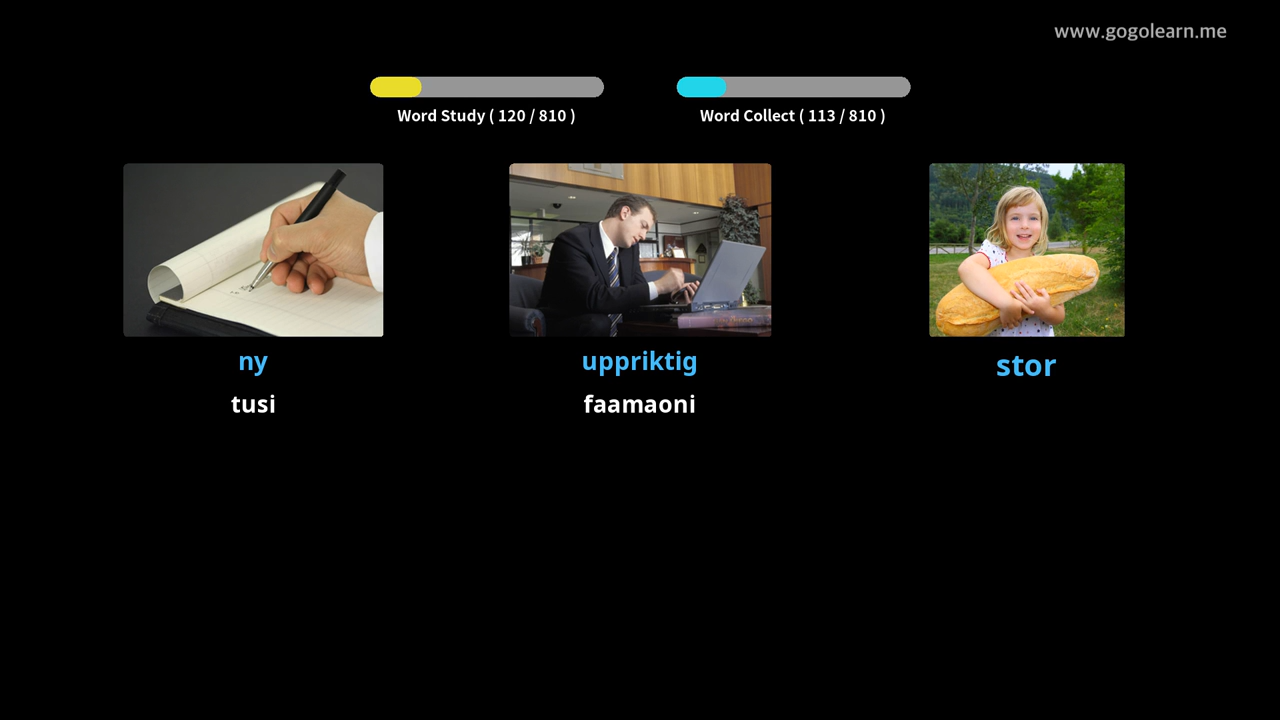 www.gogolearn.me
Word Study ( 120 / 810 )
Word Collect ( 113 / 810 )
ny
uppriktig
stor
tusi
faamaoni